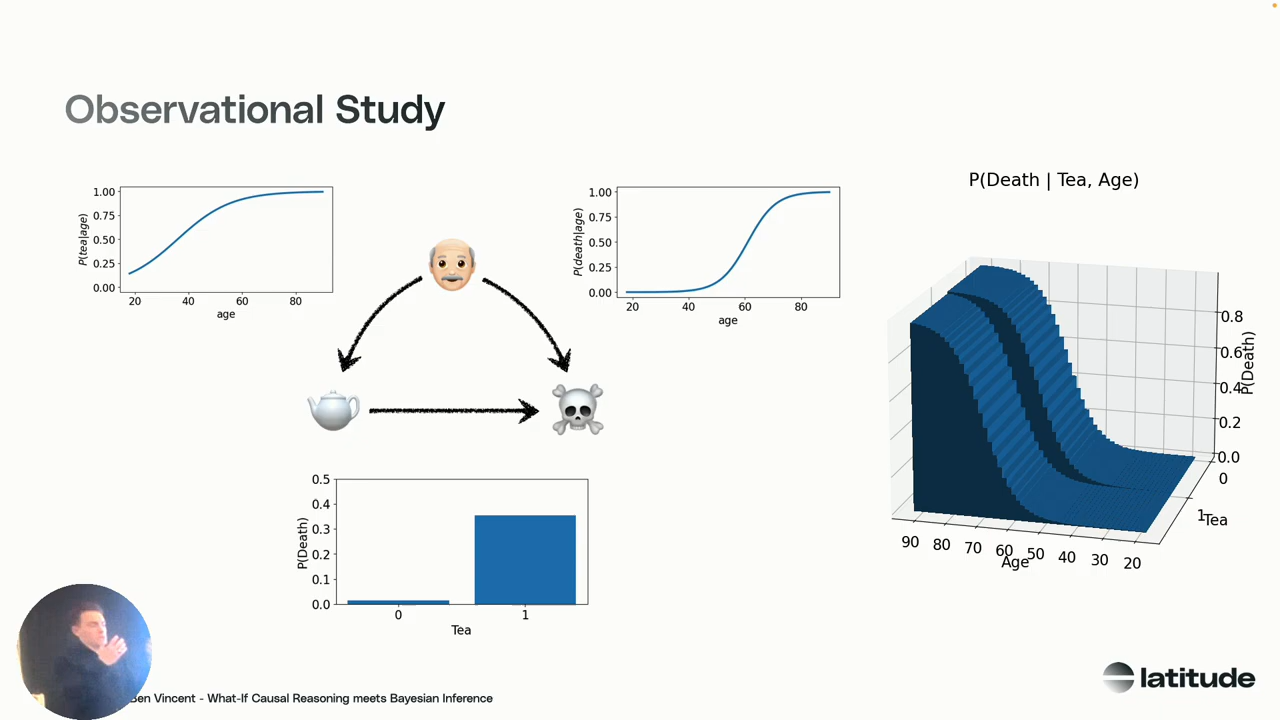 Observational Study
1.00
0.75
0.50
0.25
0.00
P(tea|age)
20 40 60 80
age
1.00
0.75
0.50
0.25
0.00
P(death|age)
20 40 60 80
age
P(Death | Tea, Age)
0.8
0.6
0.4
0.2
0.0
P(Death)
0
1
Tea
90 80 70 60 50 40 30 20
Age
0.5
0.4
0.3
0.2
0.1
0.0
P(Death)
0 1
Tea
Ben Vincent - What-If Causal Reasoning meets Bayesian Inference
latitude